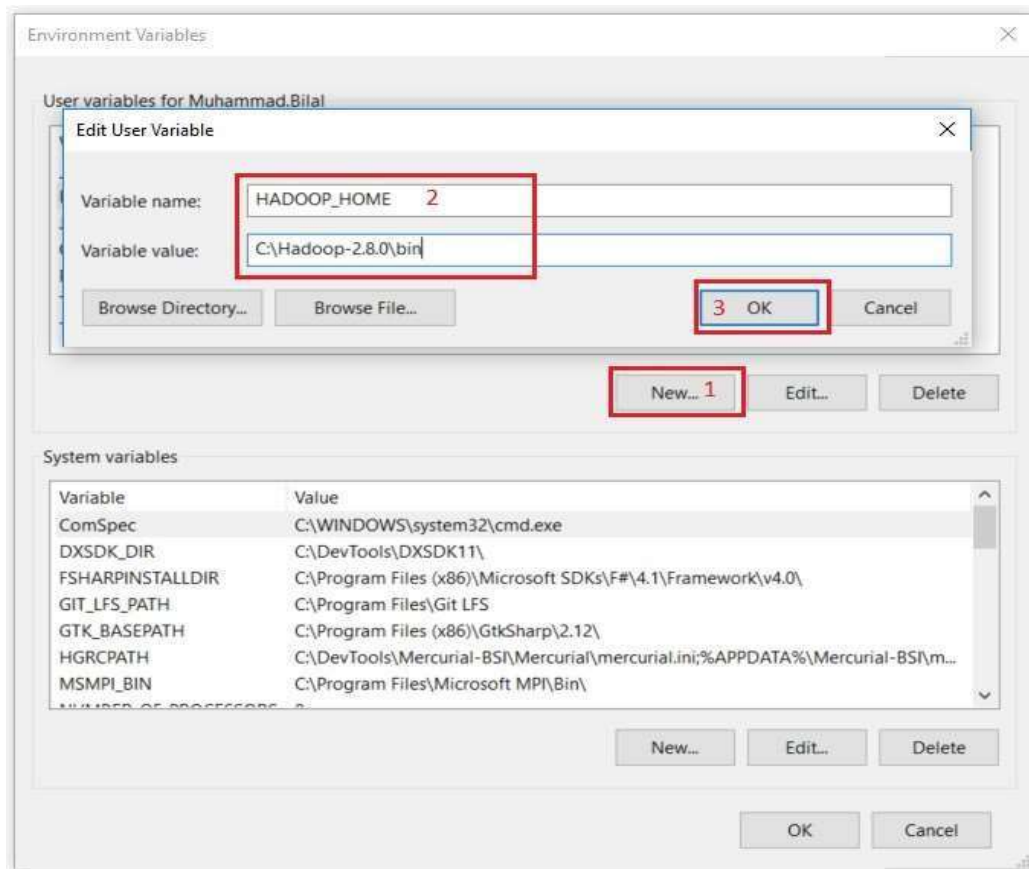 Environment Variables
User variables for Muhammad.Bilal
Edit User Variable
Variable name: HADOOP_HOME 2
Variable value: C:\Hadoop-2.8.0\bin
Browse Directory... Browse File... 3 OK Cancel
New... 1 Edit... Delete
System variables
Variable Value
ComSpec C:\WINDOWS\system32\cmd.exe
DXSDK_DIR C:\DevTools\DXSDK11\
FSHARPINSTALLDIR C:\Program Files (x86)\Microsoft SDKs\F#\4.1\Framework\v4.0\
GIT_LFS_PATH C:\Program Files\Git LFS
GTK_BASEPATH C:\Program Files (x86)\GtkSharp\2.12\
HGRCPATH C:\DevTools\Mercurial-BSI\Mercurial\mercurial.ini;%APPDATA%\Mercurial-BSI\m...
MSMPI_BIN C:\Program Files\Microsoft MPI\Bin\
NUMBER_OF_PROCESSORS
New... Edit... Delete
OK Cancel